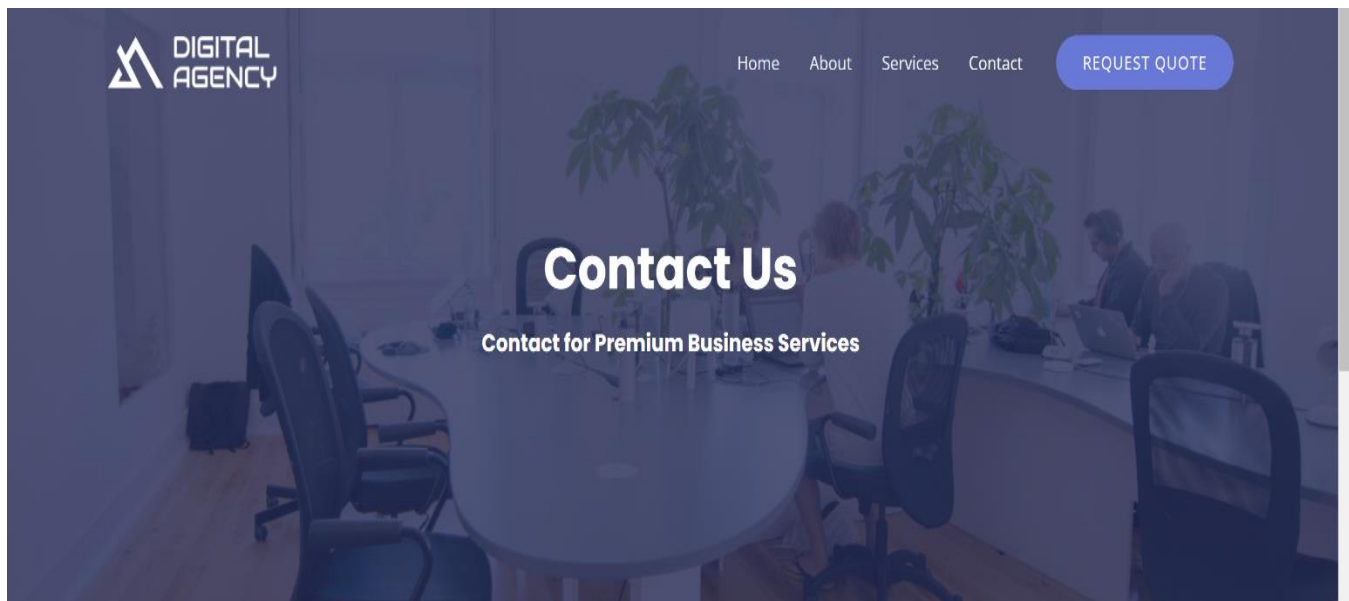 DIGITAL
AGENCY
Home About Services Contact REQUEST QUOTE
Contact Us
Contact for Premium Business Services